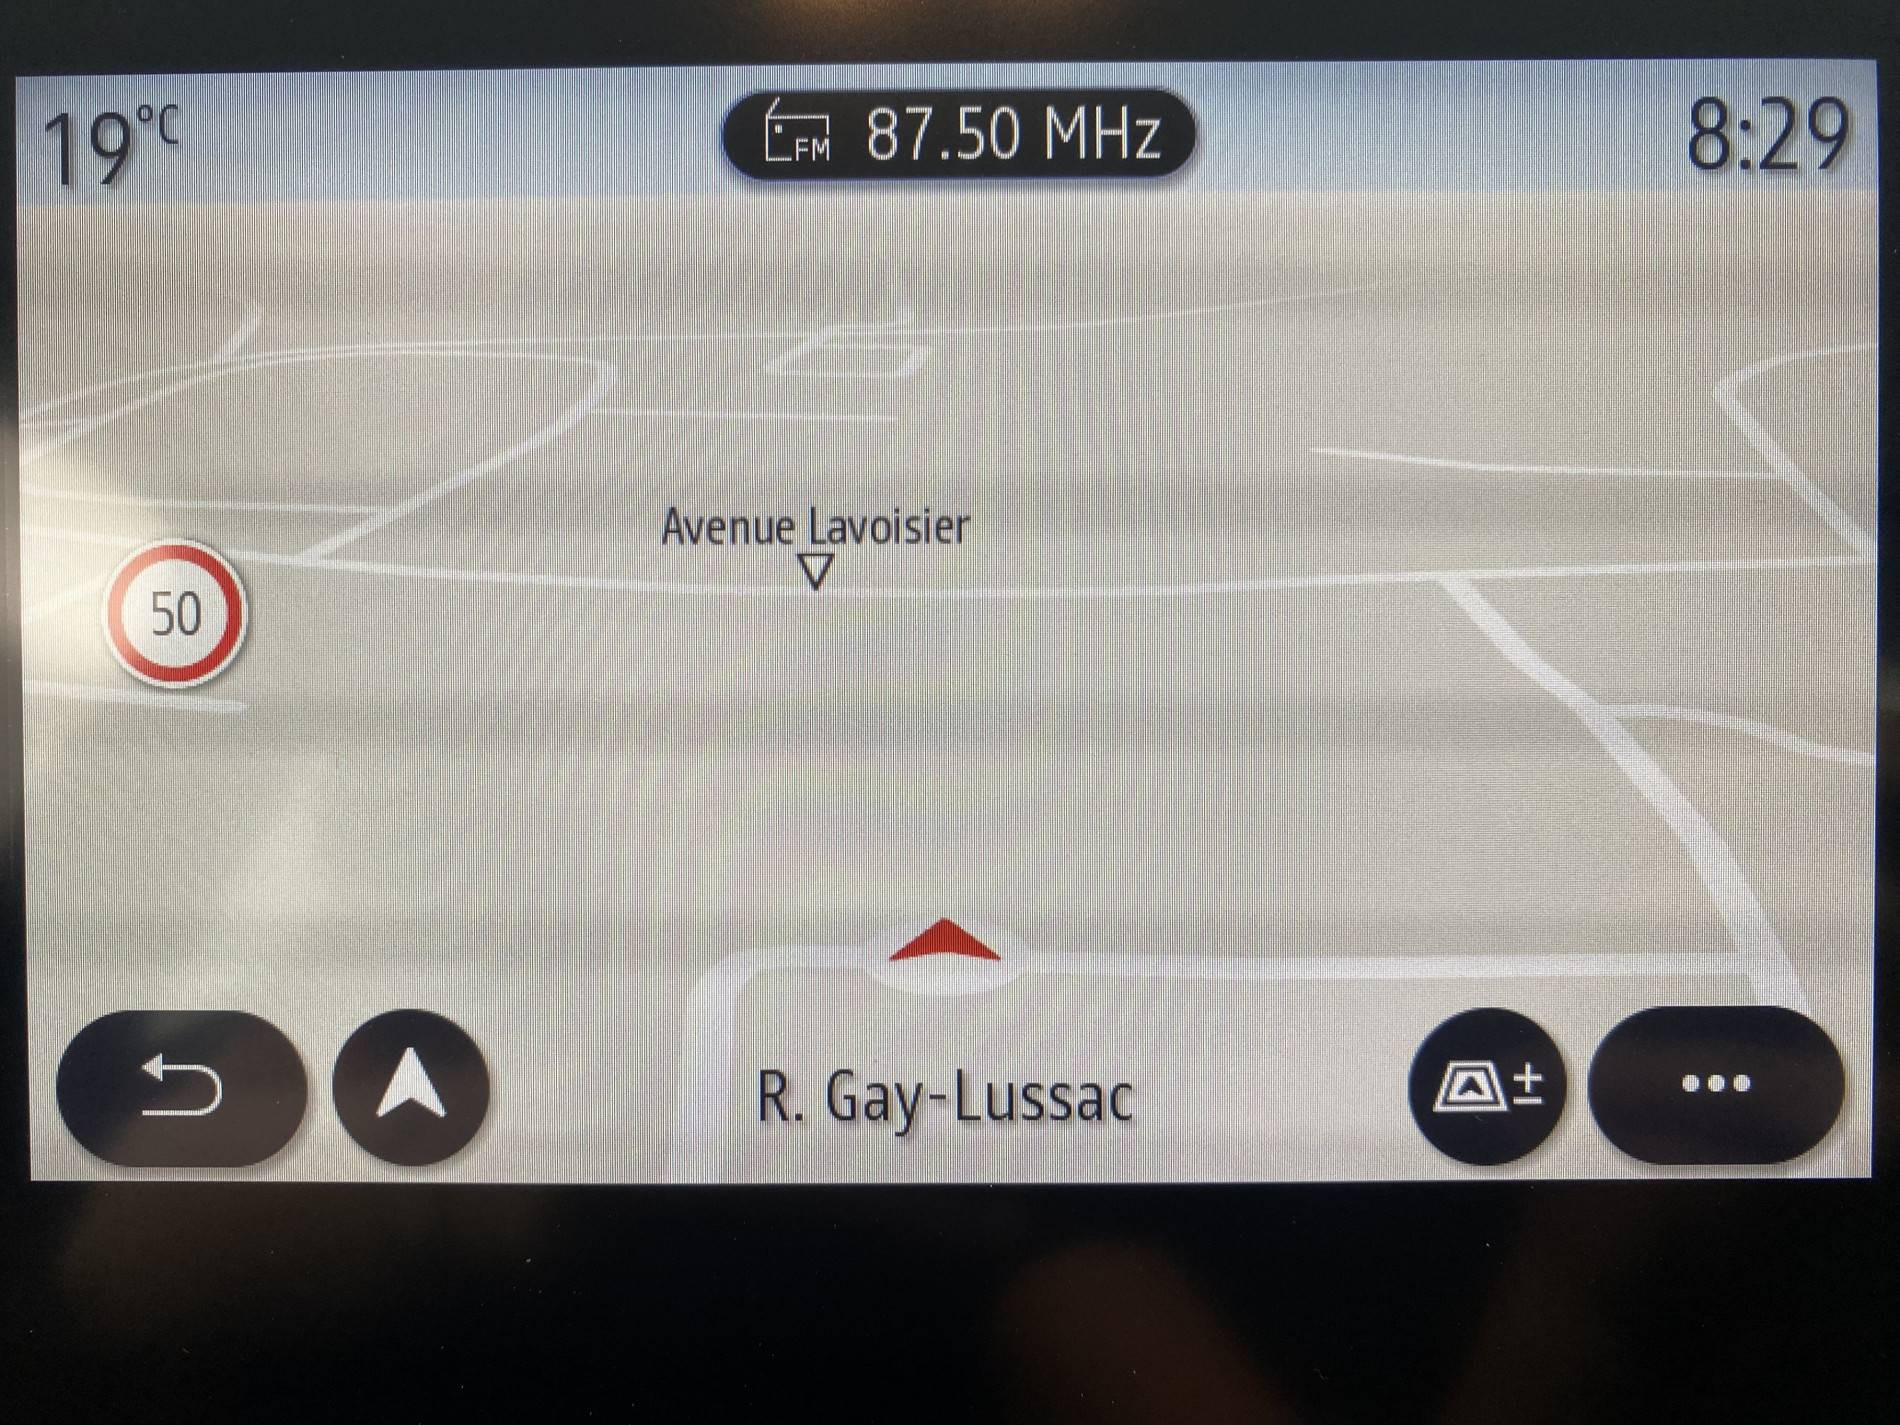 19°C
FM 87.50 MHz
8:29
Avenue Lavoisier
50
R. Gay-Lussac